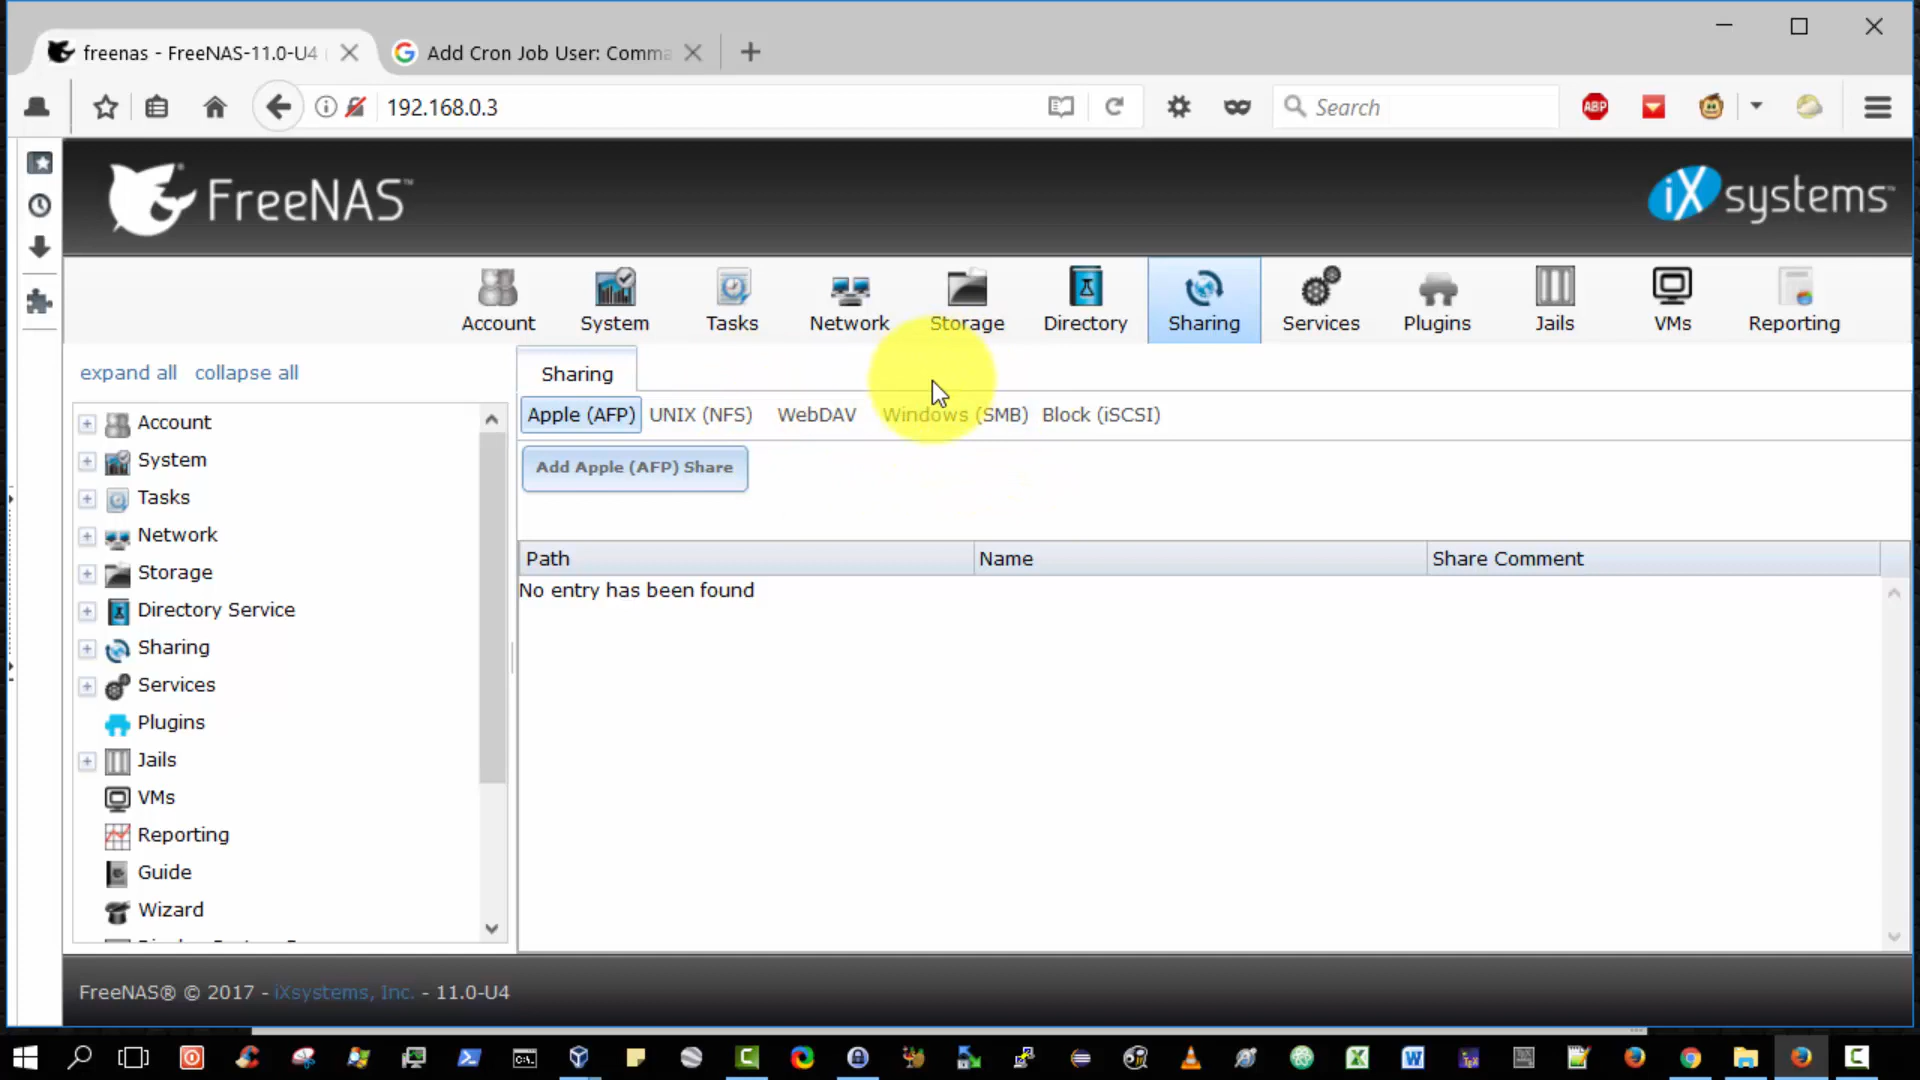 freenas - FreeNAS-11.0-U4
Add Cron Job User: Comma
192.168.0.3
Search
ABP
FreeNAS™
iXsystems™
Account
System
Tasks
Network
Storage
Directory
Sharing
Services
Plugins
Jails
VMs
Reporting
expand all collapse all
Sharing
Account
System
Tasks
Network
Storage
Directory Service
Sharing
Services
Plugins
Jails
VMs
Reporting
Guide
Wizard
Apple (AFP) UNIX (NFS) WebDAV Windows (SMB) Block (iSCSI)
Add Apple (AFP) Share
Path Name Share Comment
No entry has been found
FreeNAS® © 2017 - iXsystems, Inc. - 11.0-U4